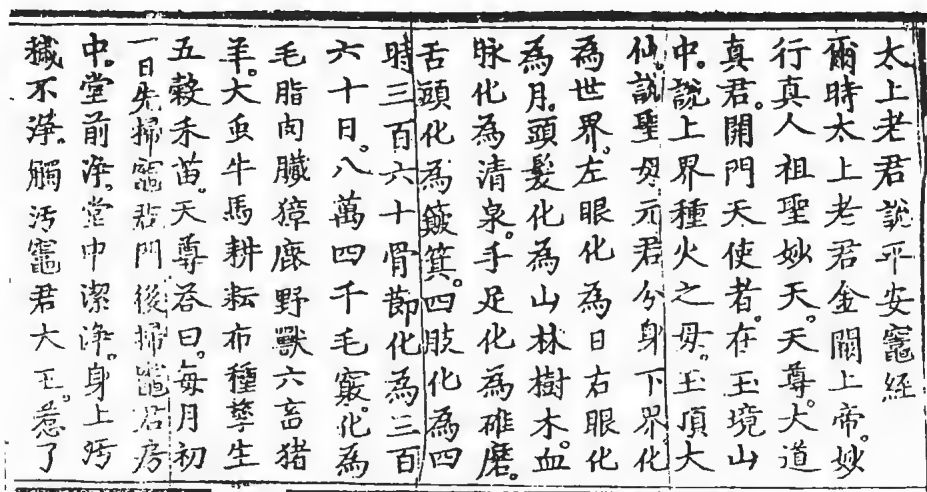 太上老君說平安竈経
爾時太上老君金闕上帝。妙
行真人祖聖妙天。天尊。大道
真君。開門天使者。在玉境山
中。說上界種火之母。玉頂大
仙。說聖母元君分身下界。化
為世界。左眼化為日右眼化
為月。頭髮化為山林樹木。血
脉化為清泉。手足化為碓磨。
舌頭化為簸箕。四肢化為四
時三百六十骨節化為三百
六十日。八萬四千毛竅。化為
毛脂肉臟獐麂野獸六畜猪
羊。大虫牛馬耕耘布種孳生
五榖禾苗。天尊荅曰。每月初
一日先掃竈君門後掃竈君房
中。堂前淨。堂中潔淨。身上汚
穢不淨。觸汚竈君大王。惹了